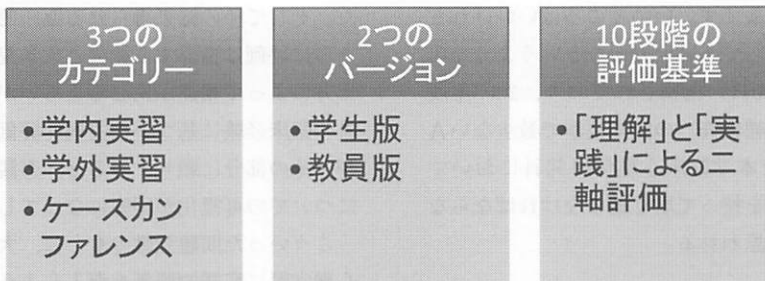 3つの
カテゴリー
• 学内実習
• 学外実習
• ケースカン
ファレンス
2つの
バージョン
• 学生版
• 教員版
10段階の
評価基準
• 「理解」と「実
践」による二
軸評価